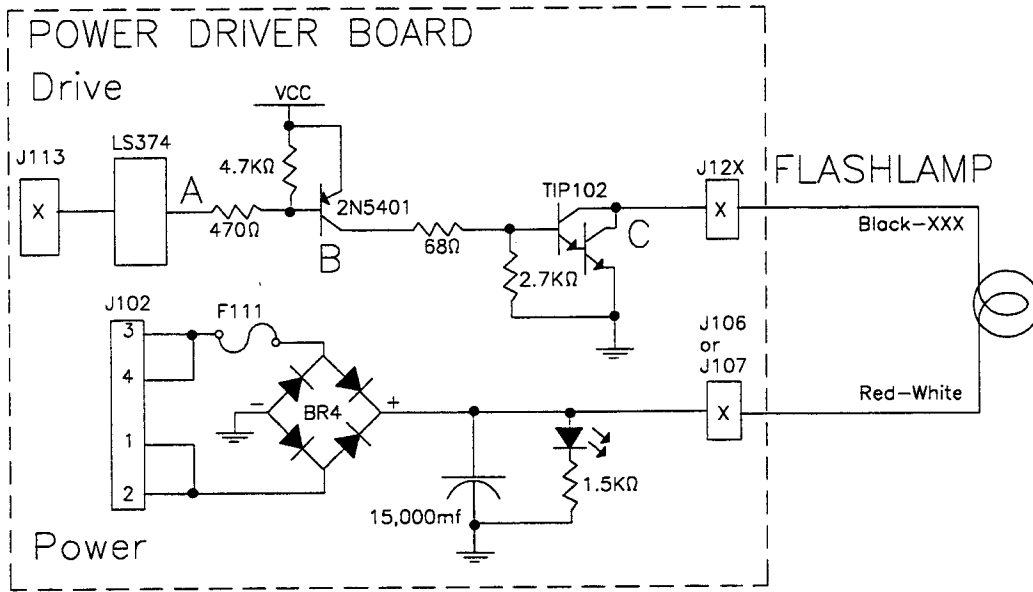 POWER DRIVER BOARD
Drive
VCC
J113
LS374
4.7KΩ
A
X
470Ω
2N5401
B
68Ω
TIP102
C
2.7KΩ
J12X
X
FLASHLAMP
Black-XXX
J102
3
4
1
2
F111
BR4
-
+
15,000mf
1.5KΩ
J106
or
J107
X
Red-White
Power